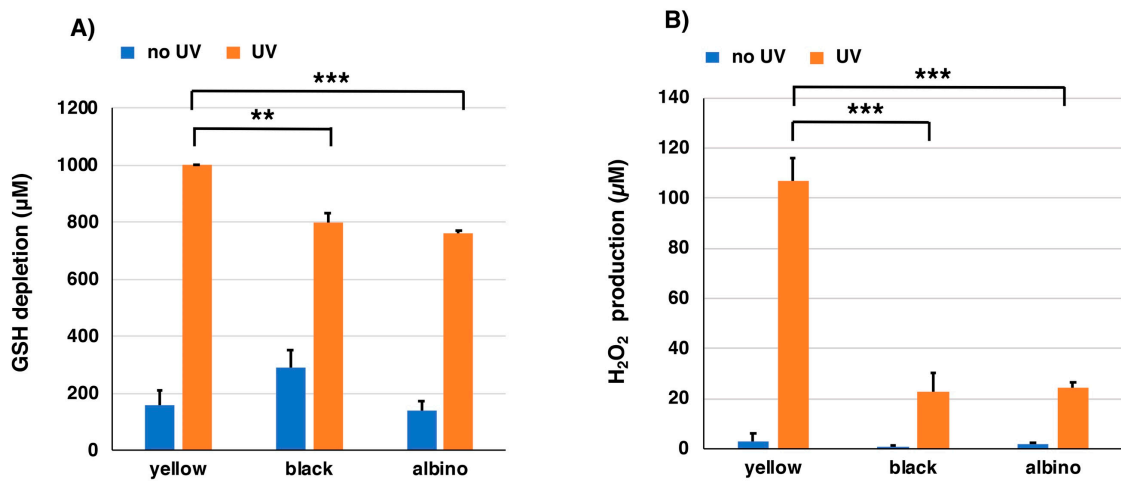 A)
no UV UV
***
**
GSH depletion (µM)
1200
1000
800
600
400
200
0
yellow black albino
B)
no UV UV
***
***
H₂O₂ production (µM)
140
120
100
80
60
40
20
0
yellow black albino